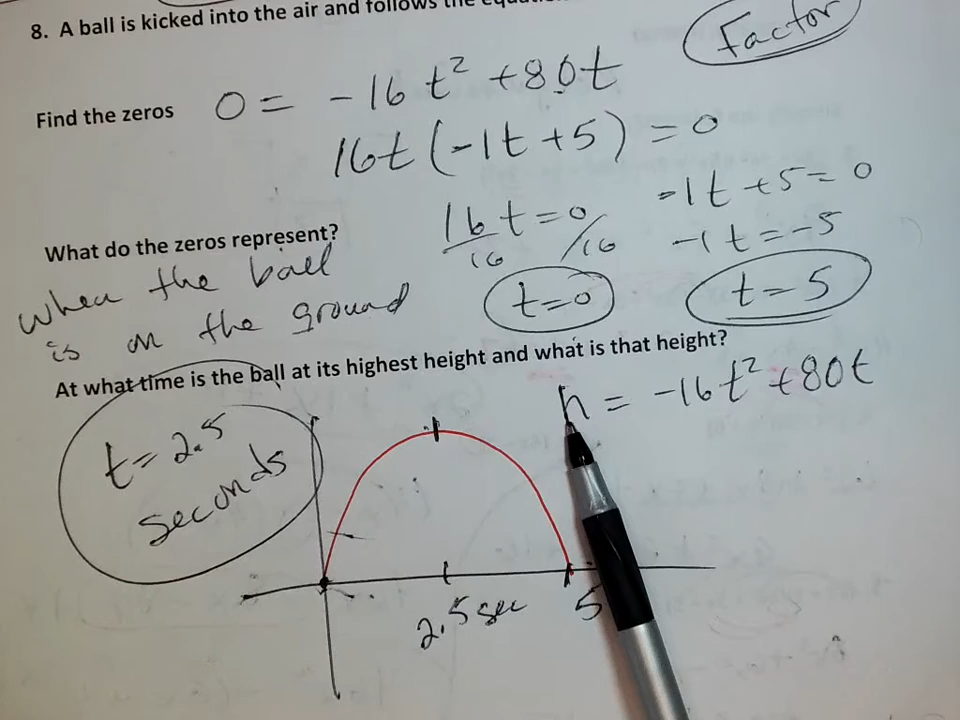 8. A ball is kicked into the air and follows the
Factor
Find the zeros 0 = -16t² + 80t
16t(-1t + 5) = 0
What do the zeros represent? 16t = 0 -1t + 5 = 0
16 /16 -1t = -5
when the ball
is on the ground t = 0 t = 5
At what time is the ball at its highest height and what is that height?
h = -16t² + 80t
t = 2.5
seconds
2.5 sec 5